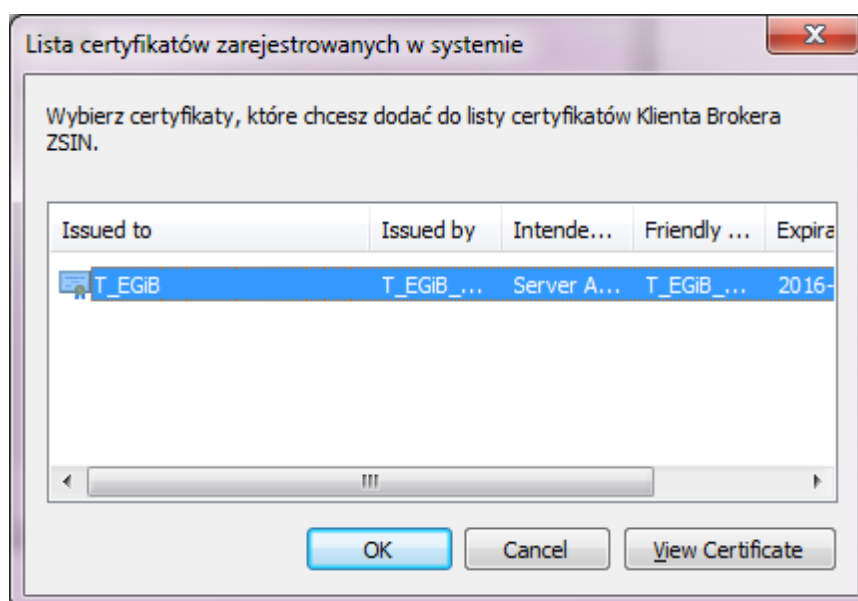 Lista certyfikatów zarejestrowanych w systemie
Wybierz certyfikaty, które chcesz dodać do listy certyfikatów Klienta Brokera
ZSIN.
Issued to Issued by Intende... Friendly ... Expira
T_EGiB T_EGiB_... Server A... T_EGiB_... 2016-
OK Cancel View Certificate